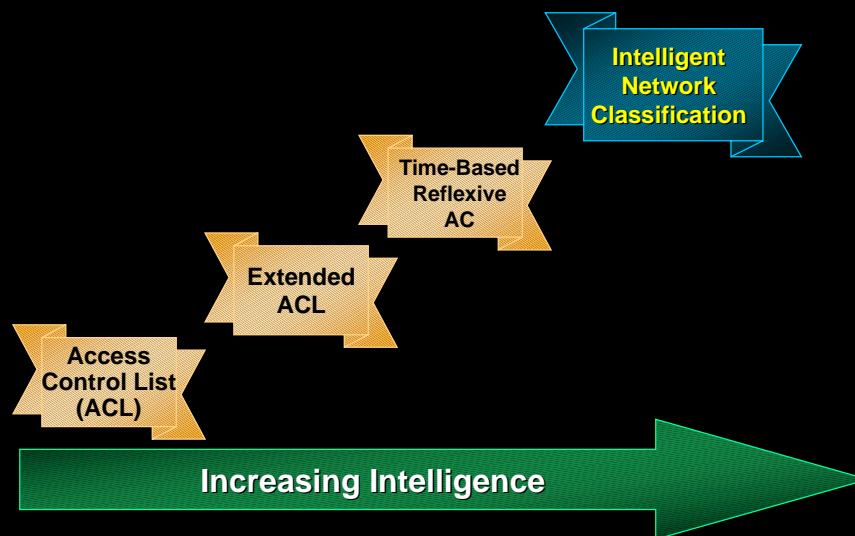 Intelligent
Network
Classification
Time-Based
Reflexive
AC
Extended
ACL
Access
Control List
(ACL)
Increasing Intelligence